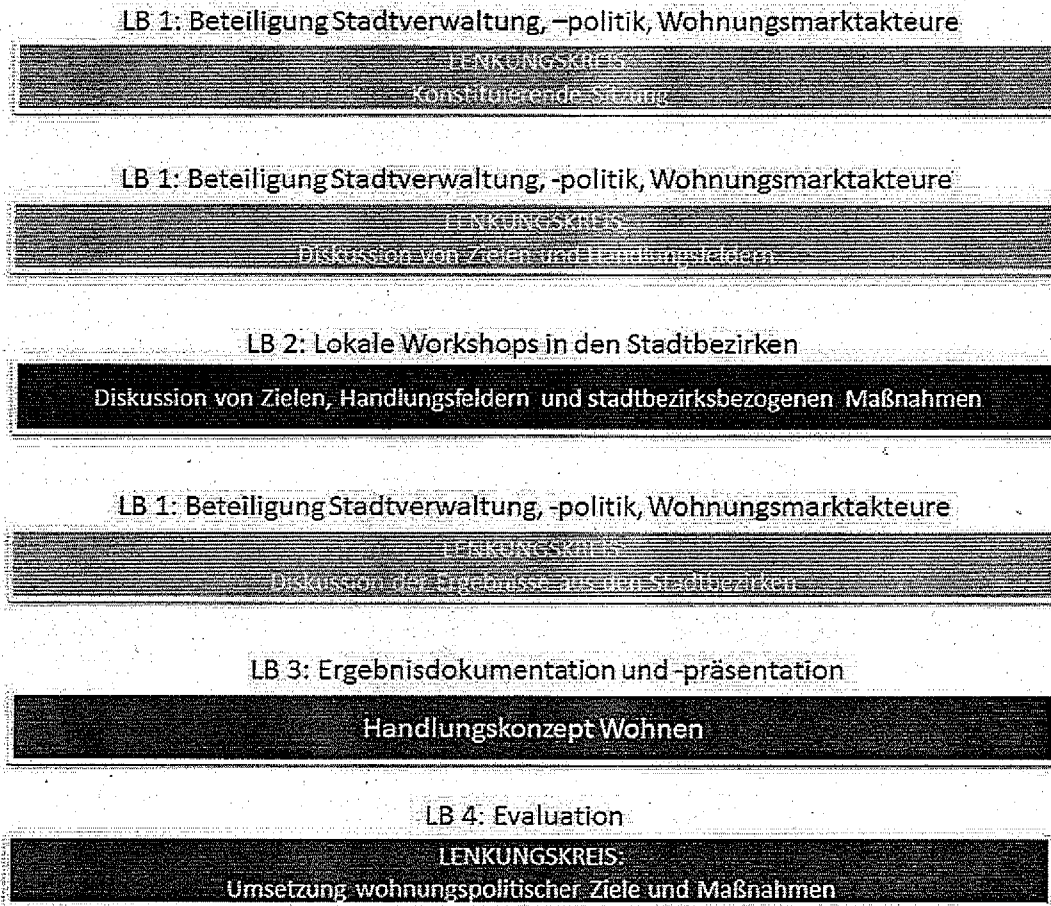 LB 1: Beteiligung Stadtverwaltung, –politik, Wohnungsmarktakteure
LENKUNGSKREIS:
Konstituierende Sitzung
LB 1: Beteiligung Stadtverwaltung, -politik, Wohnungsmarktakteure
LENKUNGSKREIS:
Diskussion von Zielen und Handlungsfeldern
LB 2: Lokale Workshops in den Stadtbezirken
Diskussion von Zielen, Handlungsfeldern und stadtbezirksbezogenen Maßnahmen
LB 1: Beteiligung Stadtverwaltung, -politik, Wohnungsmarktakteure
LENKUNGSKREIS:
Diskussion der Ergebnisse aus den Stadtbezirken
LB 3: Ergebnisdokumentation und -präsentation
Handlungskonzept Wohnen
LB 4: Evaluation
LENKUNGSKREIS:
Umsetzung wohnungspolitischer Ziele und Maßnahmen